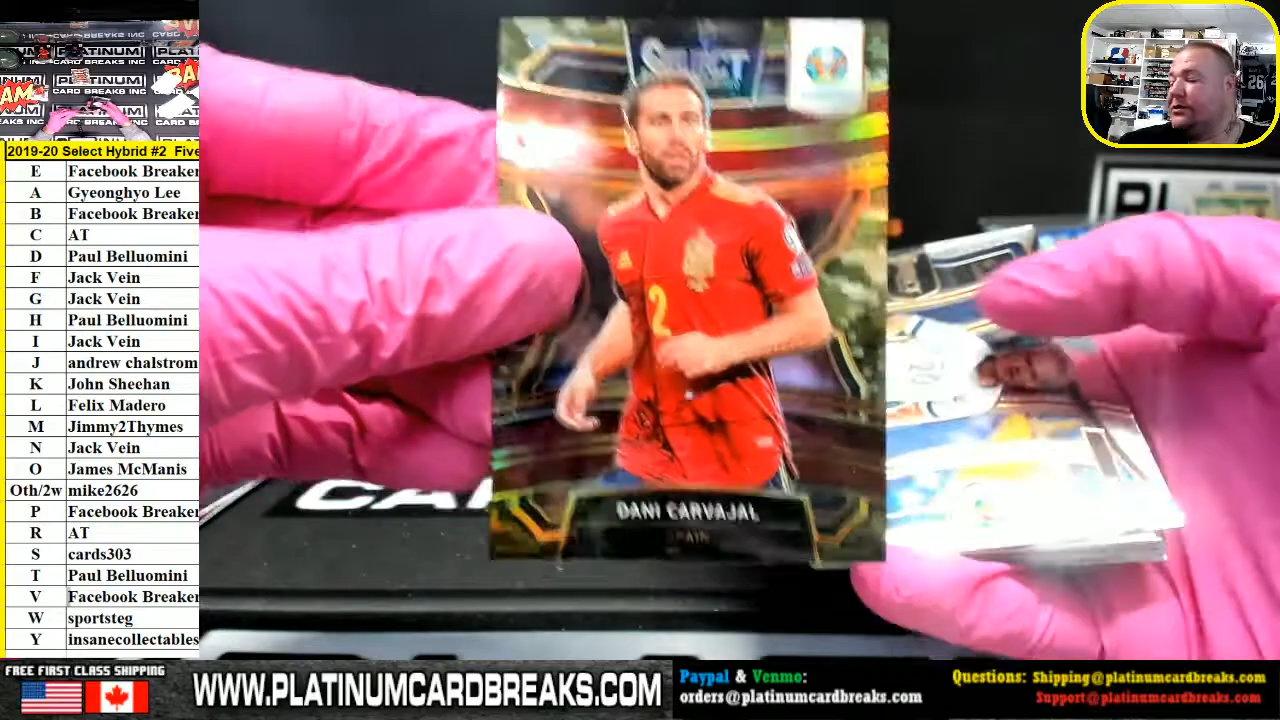 PLATINUM
CARD BREAKS INC
2019-20 Select Hybrid #2 Five
E Facebook Breaker
A Gyeonghyo Lee
B Facebook Breaker
C AT
D Paul Belluomini
F Jack Vein
G Jack Vein
H Paul Belluomini
I Jack Vein
J andrew chalstrom
K John Sheehan
L Felix Madero
M Jimmy2Thymes
N Jack Vein
O James McManis
Oth/2w mike2626
P Facebook Breaker
R AT
S cards303
T Paul Belluomini
V Facebook Breaker
W sportsteg
Y insanecollectables
SELECT
2
DANI CARVAJAL
SPAIN
26
FREE FIRST CLASS SHIPPING
WWW.PLATINUMCARDBREAKS.COM
Paypal & Venmo:
orders@platinumcardbreaks.com
Questions: Shipping@platinumcardbreaks.com
Support@platinumcardbreaks.com